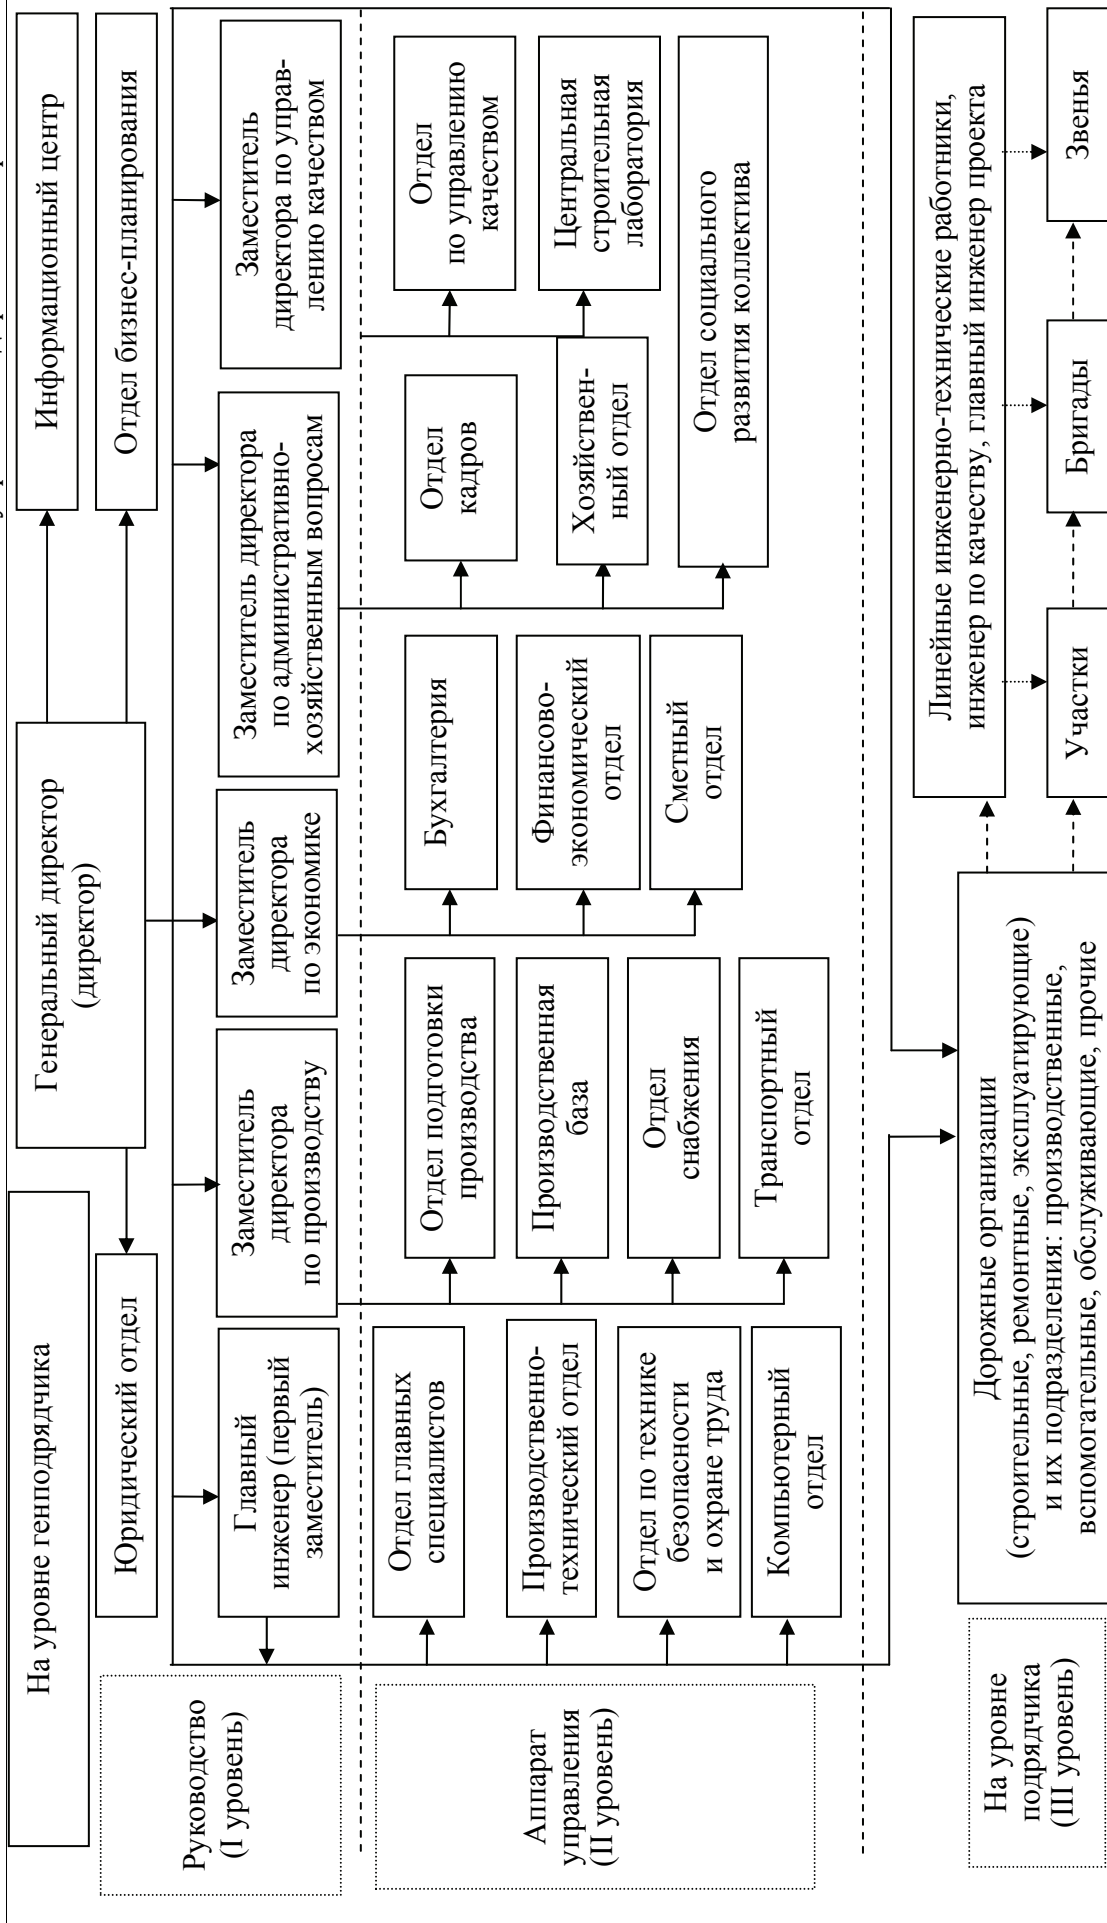 На уровне генподрядчика
Генеральный директор
(директор)
Информационный центр
Юридический отдел
Отдел бизнес-планирования
Руководство
(I уровень)
Главный
инженер (первый
заместитель)
Заместитель
директора
по производству
Заместитель
директора
по экономике
Заместитель директора
по административно-
хозяйственным вопросам
Заместитель
директора по управ-
лению качеством
Аппарат
управления
(II уровень)
Отдел главных
специалистов
Производственно-
технический отдел
Отдел по технике
безопасности
и охране труда
Компьютерный
отдел
Отдел подготовки
производства
Производственная
база
Отдел
снабжения
Транспортный
отдел
Бухгалтерия
Финансово-
экономический
отдел
Сметный
отдел
Отдел
кадров
Хозяйствен-
ный отдел
Отдел социального
развития коллектива
Отдел
по управлению
качеством
Центральная
строительная
лаборатория
На уровне
подрядчика
(III уровень)
Дорожные организации
(строительные, ремонтные, эксплуатирующие)
и их подразделения: производственные,
вспомогательные, обслуживающие, прочие
Линейные инженерно-технические работники,
инженер по качеству, главный инженер проекта
Участки
Бригады
Звенья